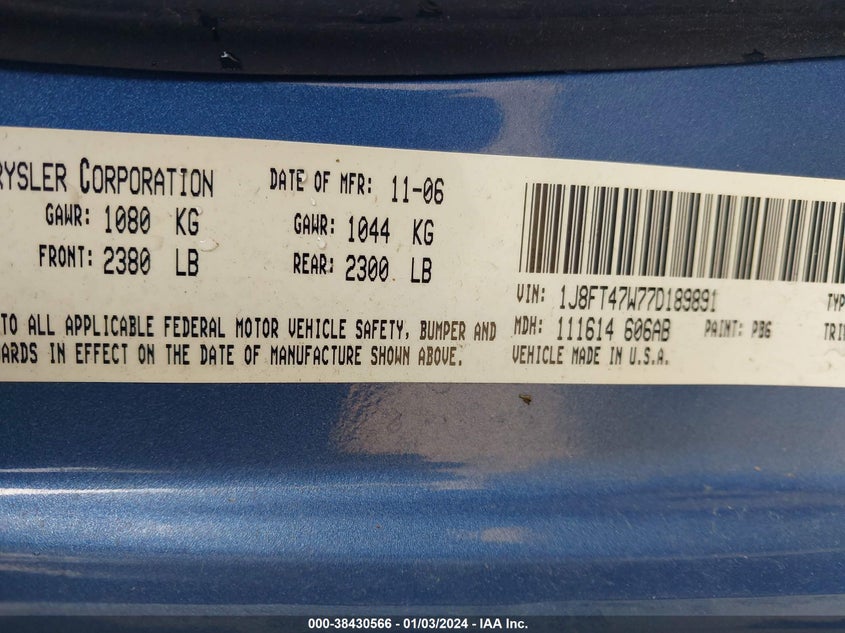 RYSLER CORPORATION DATE OF MFR: 11-06
GAWR: 1080 KG GAWR: 1044 KG
FRONT: 2380 LB REAR: 2300 LB
VIN: 1J8FT47W77D189891 TYP
TO ALL APPLICABLE FEDERAL MOTOR VEHICLE SAFETY, BUMPER AND MDH: 111614 606AB PAINT: PBG TRI
ARDS IN EFFECT ON THE DATE OF MANUFACTURE SHOWN ABOVE. VEHICLE MADE IN U.S.A.
000-38430566 - 01/03/2024 - IAA Inc.